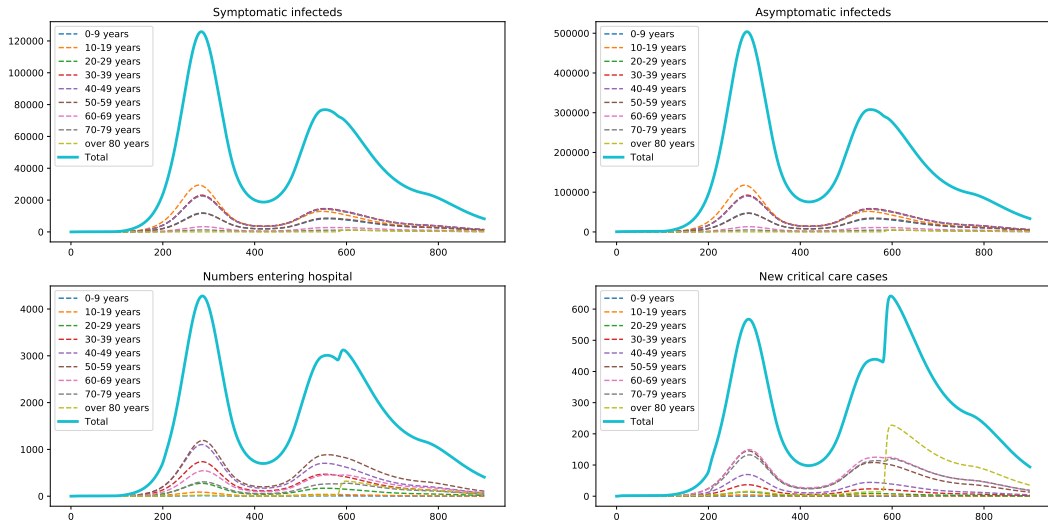 Symptomatic infecteds
120000
100000
80000
60000
40000
20000
0
0
200
400
600
800
0-9 years
10-19 years
20-29 years
30-39 years
40-49 years
50-59 years
60-69 years
70-79 years
over 80 years
Total
Asymptomatic infecteds
500000
400000
300000
200000
100000
0
0
200
400
600
800
0-9 years
10-19 years
20-29 years
30-39 years
40-49 years
50-59 years
60-69 years
70-79 years
over 80 years
Total
Numbers entering hospital
4000
3000
2000
1000
0
0
200
400
600
800
0-9 years
10-19 years
20-29 years
30-39 years
40-49 years
50-59 years
60-69 years
70-79 years
over 80 years
Total
New critical care cases
600
500
400
300
200
100
0
0
200
400
600
800
0-9 years
10-19 years
20-29 years
30-39 years
40-49 years
50-59 years
60-69 years
70-79 years
over 80 years
Total